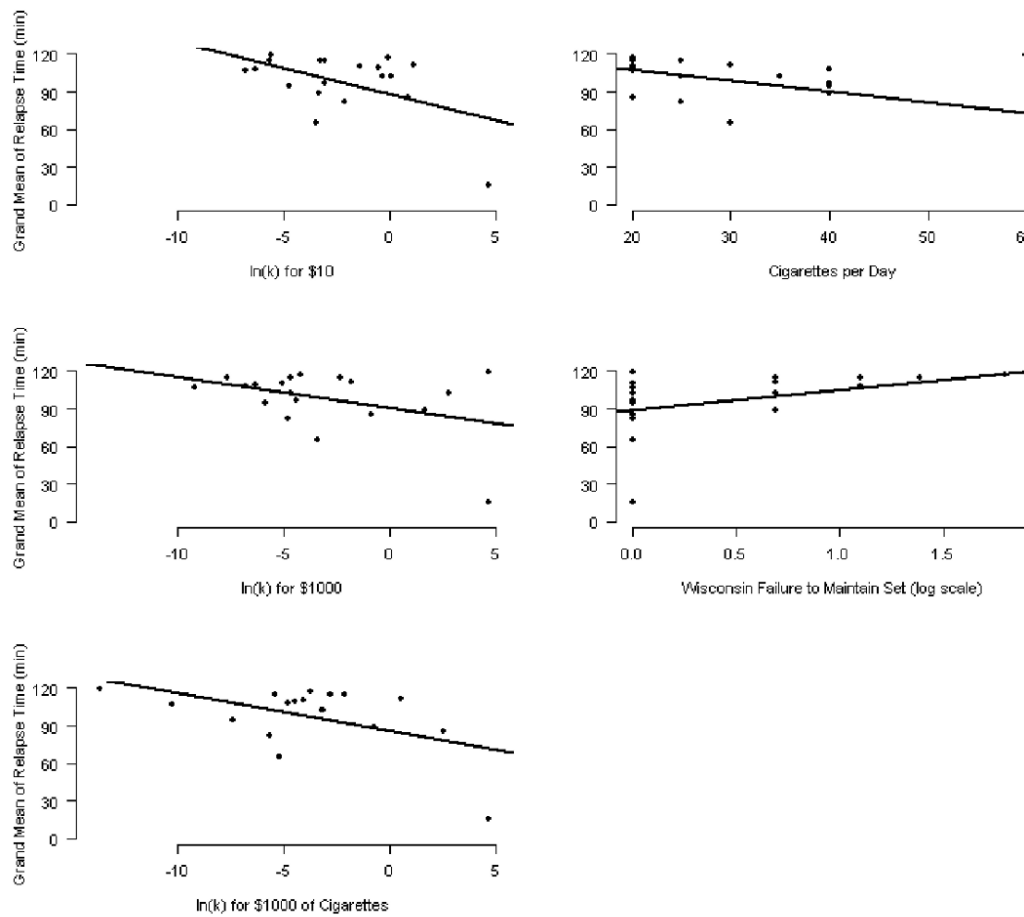 Grand Mean of Relapse Time (min)
120
90
60
30
0
-10 -5 0 5
ln(k) for $10
120
90
60
30
0
20 30 40 50 6
Cigarettes per Day
Grand Mean of Relapse Time (min)
120
90
60
30
0
-10 -5 0 5
ln(k) for $1000
120
90
60
30
0
0.0 0.5 1.0 1.5
Wisconsin Failure to Maintain Set (log scale)
Grand Mean of Relapse Time (min)
120
90
60
30
0
-10 -5 0 5
ln(k) for $1000 of Cigarettes